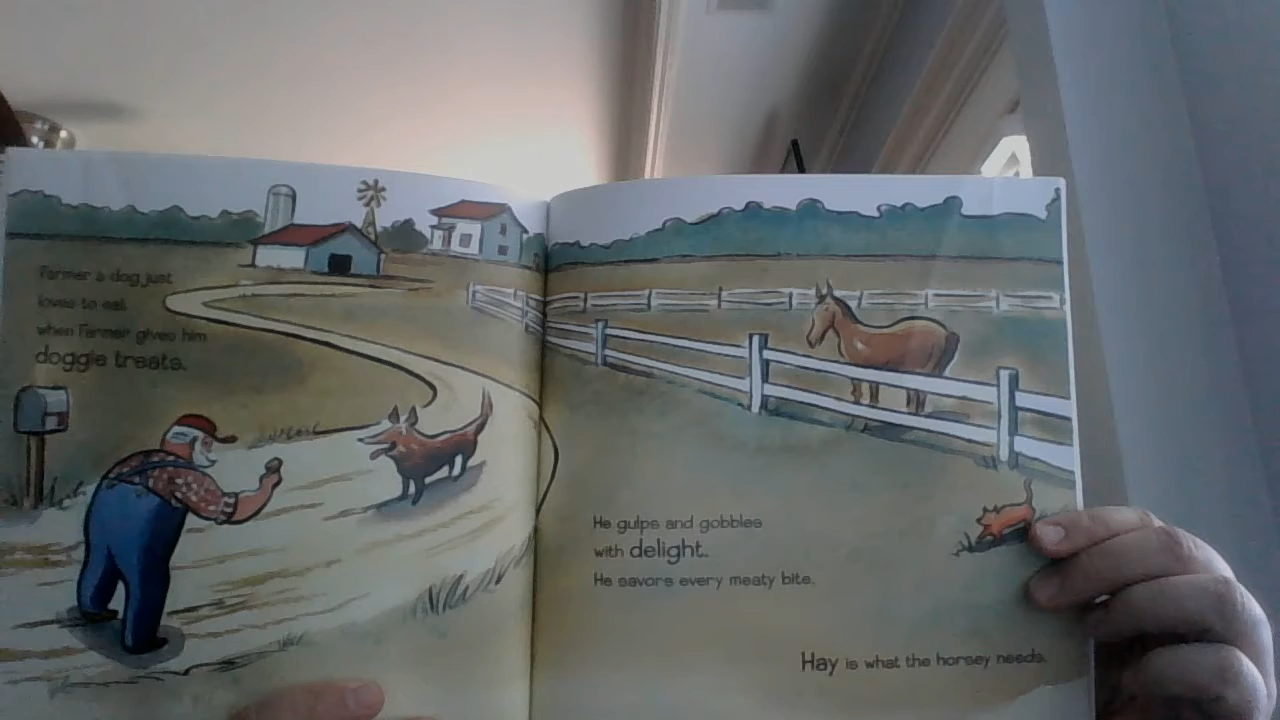 Farmer's dog just
loves to eat
when Farmer gives him
doggie treats.
He gulps and gobbles
with delight.
He savors every meaty bite.
Hay is what the horsey needs.